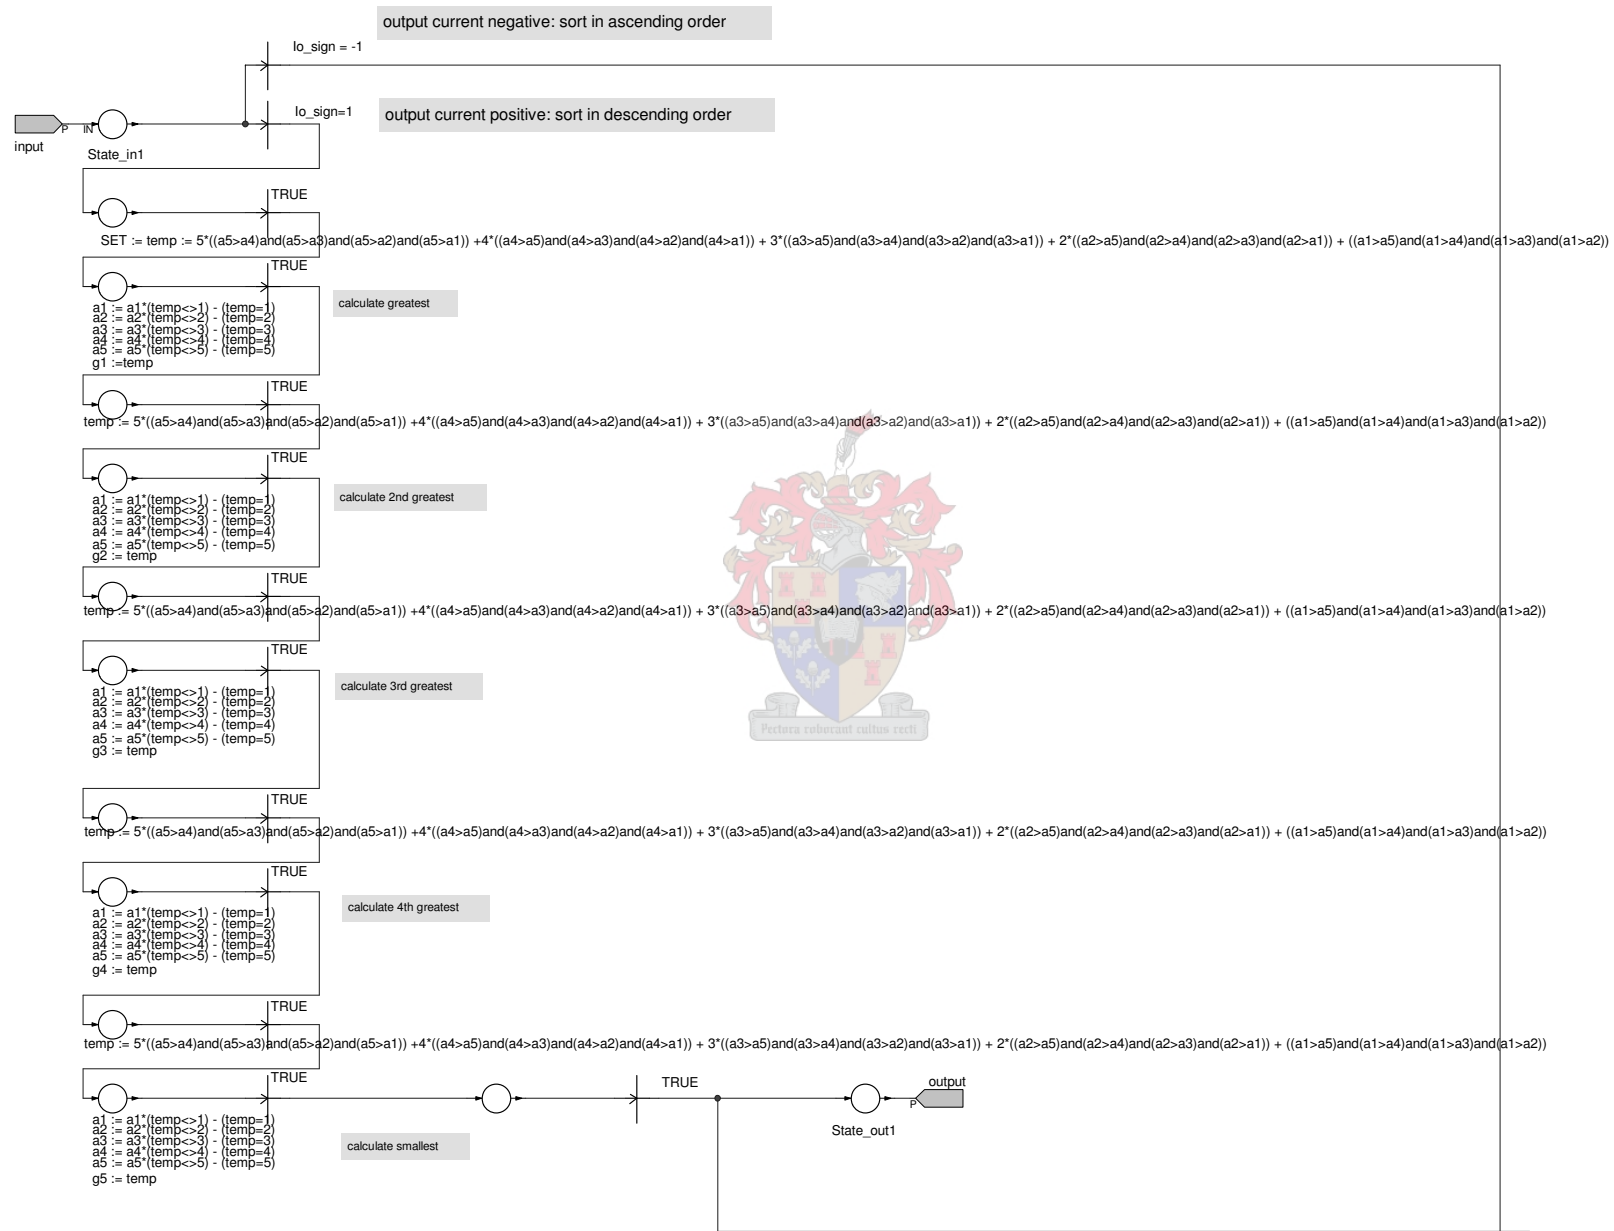 output current negative: sort in ascending order
Io_sign = -1
Io_sign=1
output current positive: sort in descending order
P
IN
input
State_in1
TRUE
SET := temp := 5*((a5>a4)and(a5>a3)and(a5>a2)and(a5>a1)) +4*((a4>a5)and(a4>a3)and(a4>a2)and(a4>a1)) + 3*((a3>a5)and(a3>a4)and(a3>a2)and(a3>a1)) + 2*((a2>a5)and(a2>a4)and(a2>a3)and(a2>a1)) + ((a1>a5)and(a1>a4)and(a1>a3)and(a1>a2))
TRUE
calculate greatest
a1 := a1*(temp<>1) - (temp=1)
a2 := a2*(temp<>2) - (temp=2)
a3 := a3*(temp<>3) - (temp=3)
a4 := a4*(temp<>4) - (temp=4)
a5 := a5*(temp<>5) - (temp=5)
g1 :=temp
TRUE
temp := 5*((a5>a4)and(a5>a3)and(a5>a2)and(a5>a1)) +4*((a4>a5)and(a4>a3)and(a4>a2)and(a4>a1)) + 3*((a3>a5)and(a3>a4)and(a3>a2)and(a3>a1)) + 2*((a2>a5)and(a2>a4)and(a2>a3)and(a2>a1)) + ((a1>a5)and(a1>a4)and(a1>a3)and(a1>a2))
TRUE
calculate 2nd greatest
a1 := a1*(temp<>1) - (temp=1)
a2 := a2*(temp<>2) - (temp=2)
a3 := a3*(temp<>3) - (temp=3)
a4 := a4*(temp<>4) - (temp=4)
a5 := a5*(temp<>5) - (temp=5)
g2 := temp
TRUE
temp := 5*((a5>a4)and(a5>a3)and(a5>a2)and(a5>a1)) +4*((a4>a5)and(a4>a3)and(a4>a2)and(a4>a1)) + 3*((a3>a5)and(a3>a4)and(a3>a2)and(a3>a1)) + 2*((a2>a5)and(a2>a4)and(a2>a3)and(a2>a1)) + ((a1>a5)and(a1>a4)and(a1>a3)and(a1>a2))
TRUE
calculate 3rd greatest
a1 := a1*(temp<>1) - (temp=1)
a2 := a2*(temp<>2) - (temp=2)
a3 := a3*(temp<>3) - (temp=3)
a4 := a4*(temp<>4) - (temp=4)
a5 := a5*(temp<>5) - (temp=5)
g3 := temp
Pectora roborant cultus recti
TRUE
temp := 5*((a5>a4)and(a5>a3)and(a5>a2)and(a5>a1)) +4*((a4>a5)and(a4>a3)and(a4>a2)and(a4>a1)) + 3*((a3>a5)and(a3>a4)and(a3>a2)and(a3>a1)) + 2*((a2>a5)and(a2>a4)and(a2>a3)and(a2>a1)) + ((a1>a5)and(a1>a4)and(a1>a3)and(a1>a2))
TRUE
calculate 4th greatest
a1 := a1*(temp<>1) - (temp=1)
a2 := a2*(temp<>2) - (temp=2)
a3 := a3*(temp<>3) - (temp=3)
a4 := a4*(temp<>4) - (temp=4)
a5 := a5*(temp<>5) - (temp=5)
g4 := temp
TRUE
temp := 5*((a5>a4)and(a5>a3)and(a5>a2)and(a5>a1)) +4*((a4>a5)and(a4>a3)and(a4>a2)and(a4>a1)) + 3*((a3>a5)and(a3>a4)and(a3>a2)and(a3>a1)) + 2*((a2>a5)and(a2>a4)and(a2>a3)and(a2>a1)) + ((a1>a5)and(a1>a4)and(a1>a3)and(a1>a2))
TRUE
TRUE
output
P
State_out1
calculate smallest
a1 := a1*(temp<>1) - (temp=1)
a2 := a2*(temp<>2) - (temp=2)
a3 := a3*(temp<>3) - (temp=3)
a4 := a4*(temp<>4) - (temp=4)
a5 := a5*(temp<>5) - (temp=5)
g5 := temp